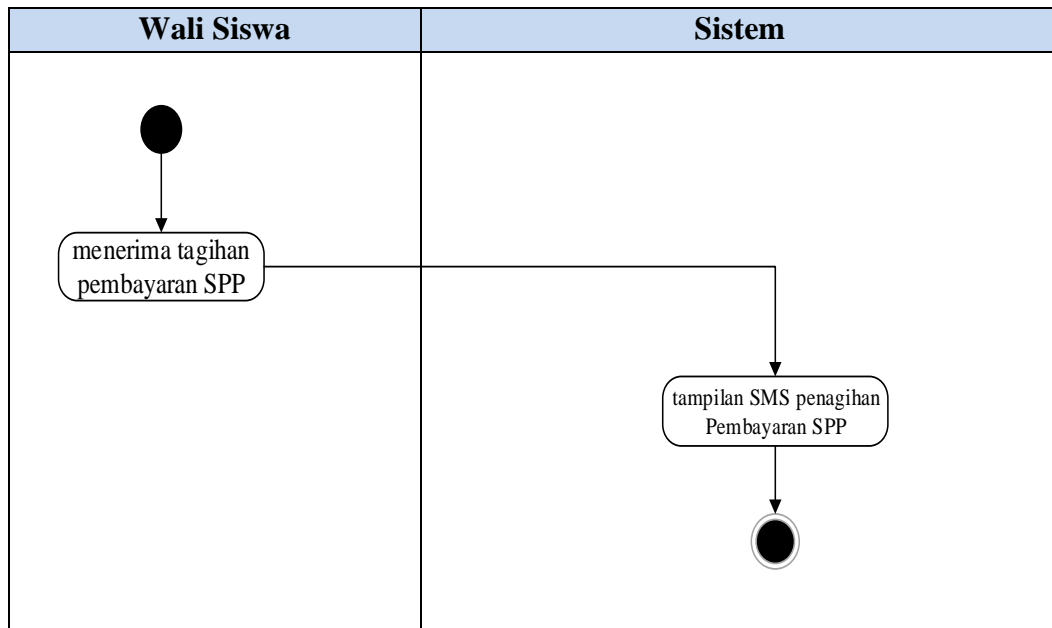 Wali Siswa
Sistem
menerima tagihan
pembayaran SPP
tampilan SMS penagihan
Pembayaran SPP